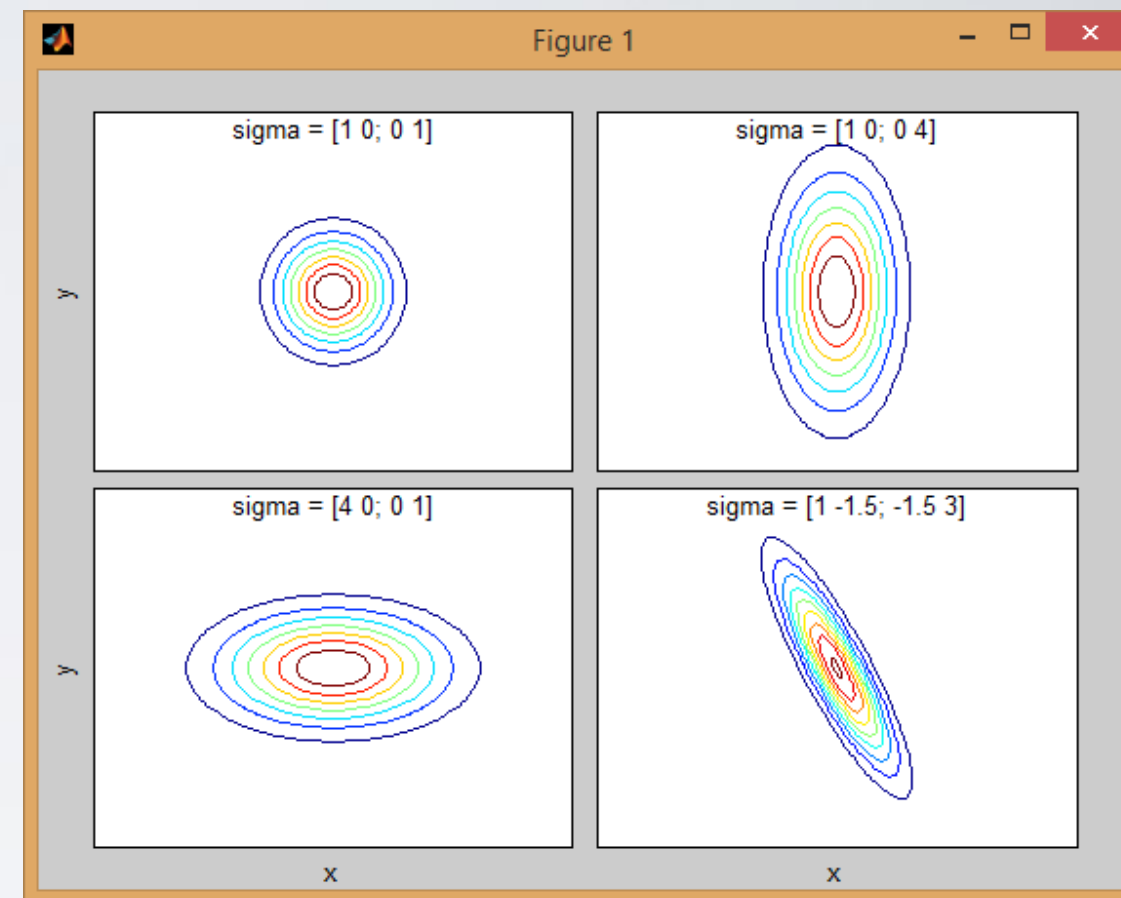 Figure 1
sigma = [1 0; 0 1]
sigma = [1 0; 0 4]
y
sigma = [4 0; 0 1]
sigma = [1 -1.5; -1.5 3]
y
x
x